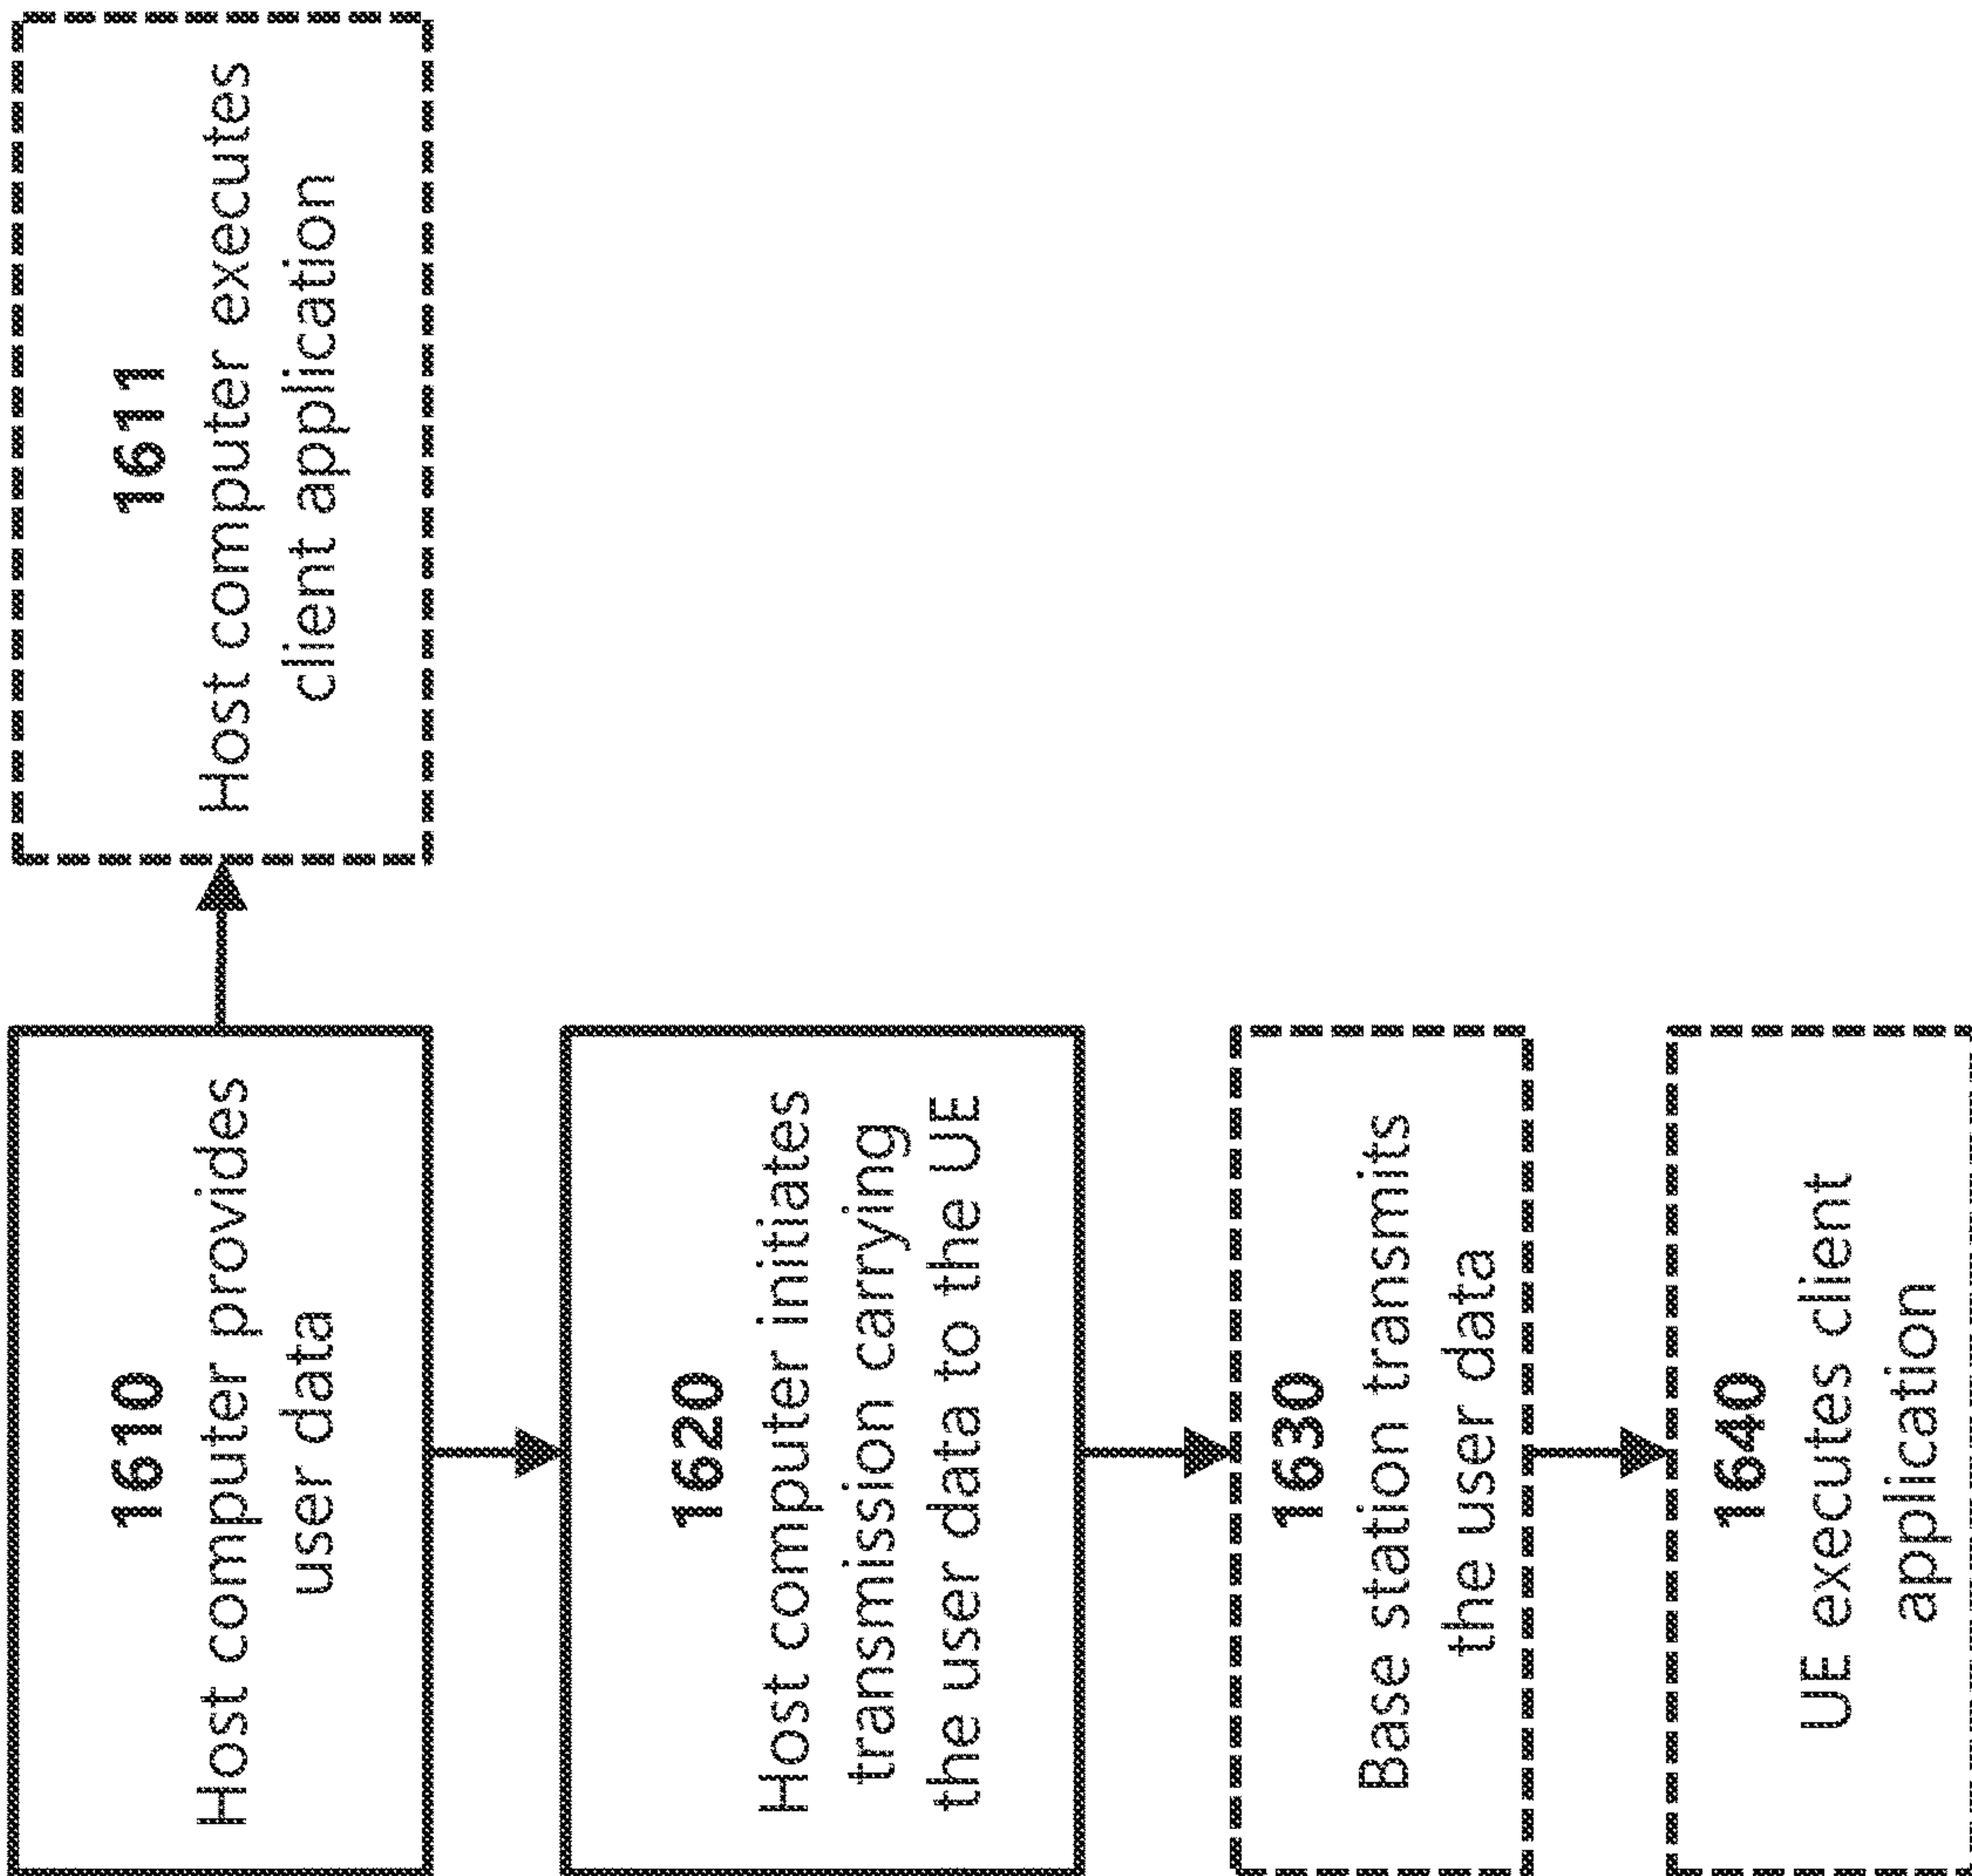 1610
Host computer provides
user data
1611
Host computer executes
client application
1620
Host computer initiates
transmission carrying
the user data to the UE
1630
Base station transmits
the user data
1640
UE executes client
application